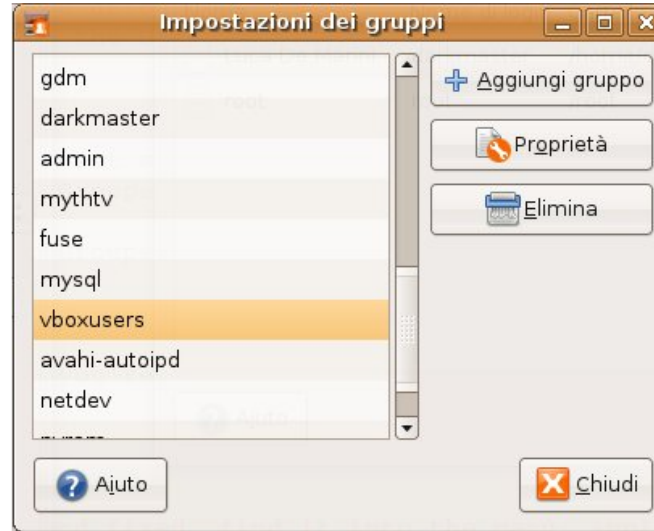 Impostazioni dei gruppi
gdm
darkmaster
admin
mythtv
fuse
mysql
vboxusers
avahi-autoipd
netdev
Aggiungi gruppo
Proprietà
Elimina
Aiuto
Chiudi